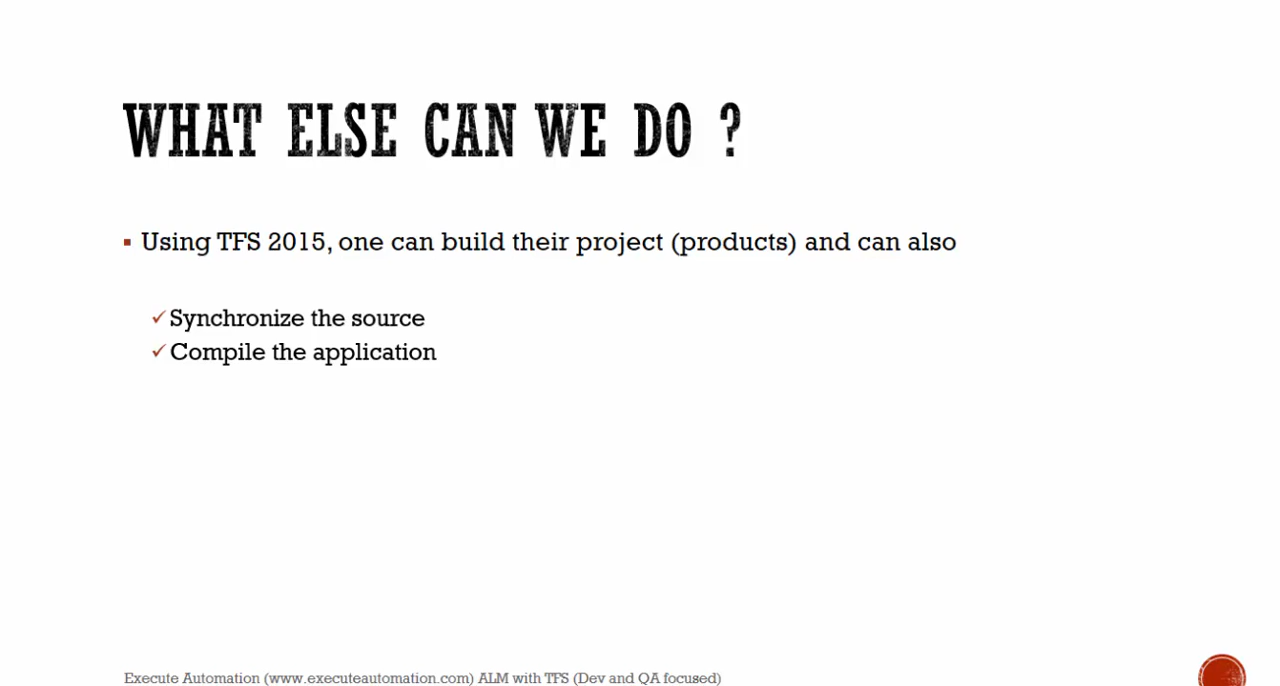 WHAT ELSE CAN WE DO ?
Using TFS 2015, one can build their project (products) and can also
Synchronize the source
Compile the application
Execute Automation (www.executeautomation.com) ALM with TFS (Dev and QA focused)